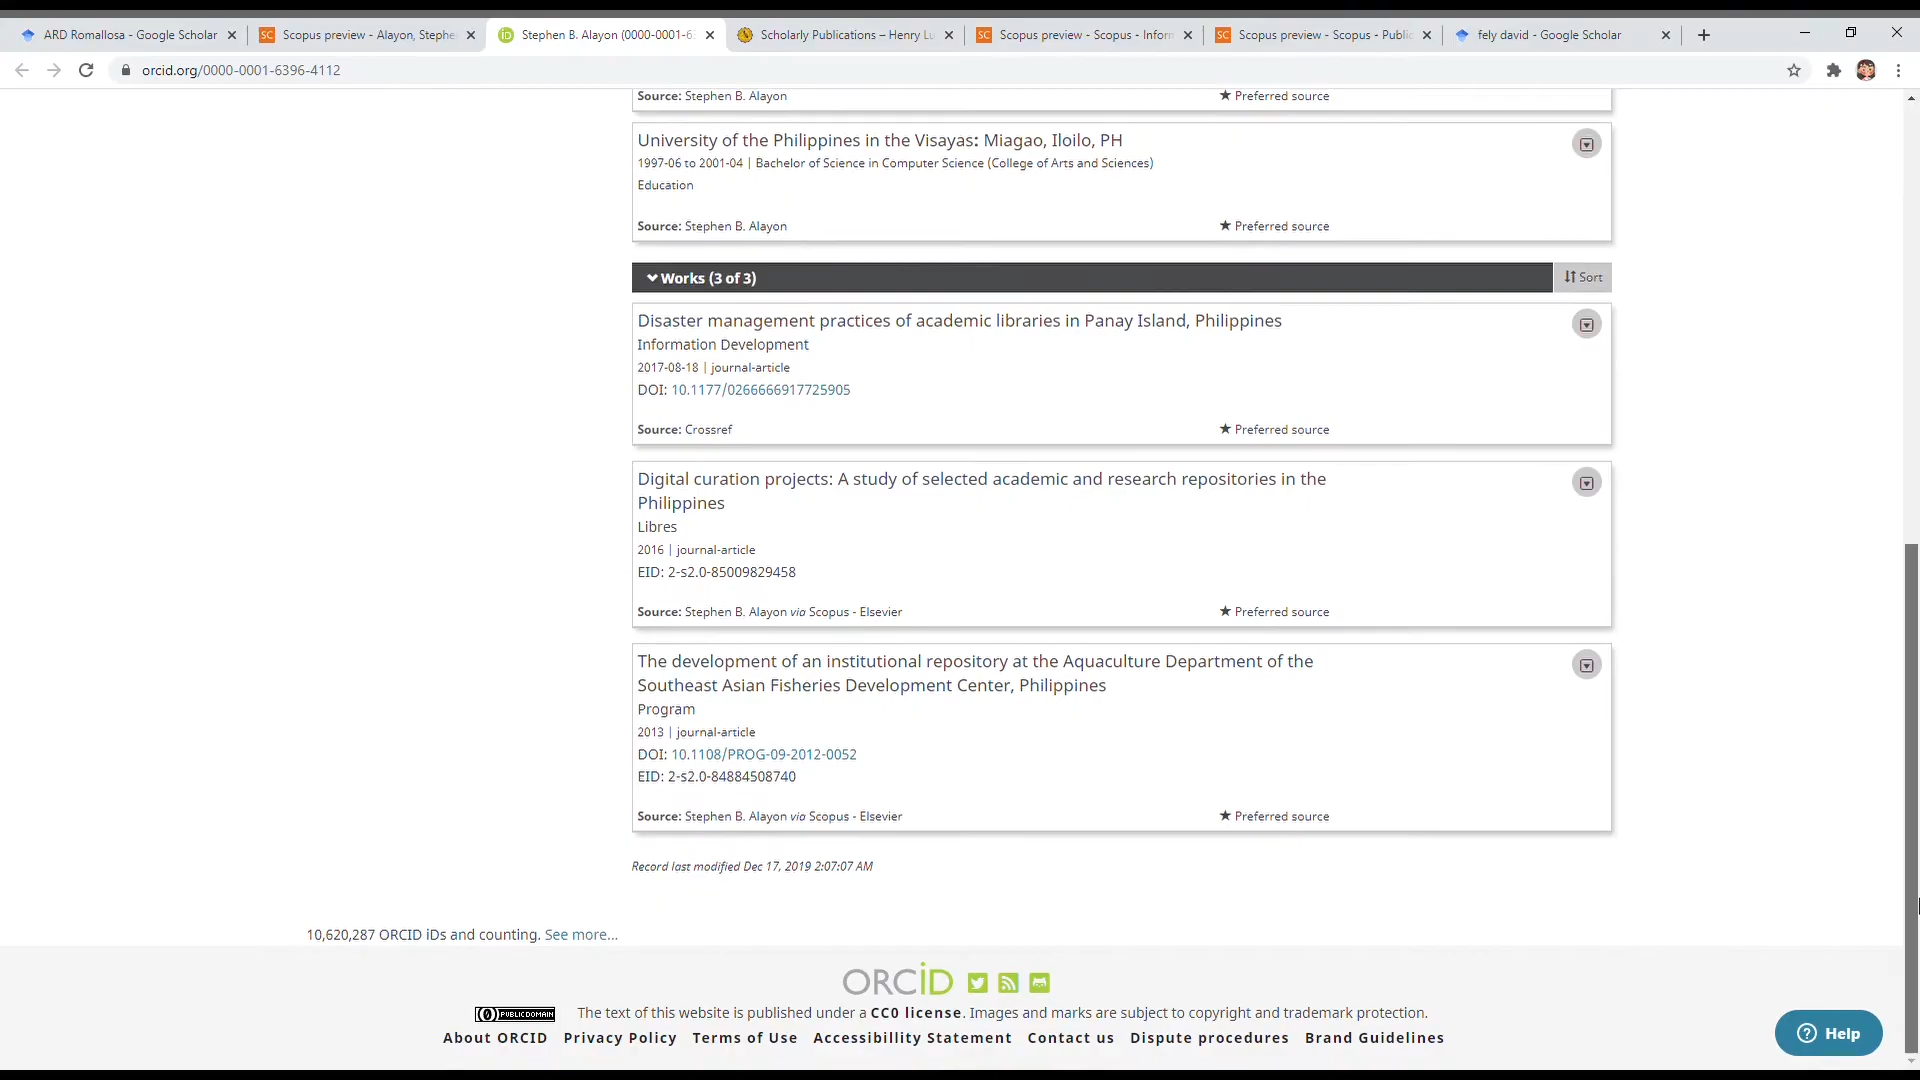 ARD Romallosa - Google Scholar
Scopus preview - Alayon, Stephe
Stephen B. Alayon (0000-0001-6
Scholarly Publications – Henry Lu
Scopus preview - Scopus - Inform
Scopus preview - Scopus - Public
fely david - Google Scholar
orcid.org/0000-0001-6396-4112
Source: Stephen B. Alayon
★ Preferred source
University of the Philippines in the Visayas: Miagao, Iloilo, PH
1997-06 to 2001-04 | Bachelor of Science in Computer Science (College of Arts and Sciences)
Education
Source: Stephen B. Alayon
★ Preferred source
Works (3 of 3)
Sort
Disaster management practices of academic libraries in Panay Island, Philippines
Information Development
2017-08-18 | journal-article
DOI: 10.1177/0266666917725905
Source: Crossref
★ Preferred source
Digital curation projects: A study of selected academic and research repositories in the
Philippines
Libres
2016 | journal-article
EID: 2-s2.0-85009829458
Source: Stephen B. Alayon via Scopus - Elsevier
★ Preferred source
The development of an institutional repository at the Aquaculture Department of the
Southeast Asian Fisheries Development Center, Philippines
Program
2013 | journal-article
DOI: 10.1108/PROG-09-2012-0052
EID: 2-s2.0-84884508740
Source: Stephen B. Alayon via Scopus - Elsevier
★ Preferred source
Record last modified Dec 17, 2019 2:07:07 AM
10,620,287 ORCID iDs and counting. See more...
ORCID
PUBLIC DOMAIN
The text of this website is published under a CC0 license. Images and marks are subject to copyright and trademark protection.
About ORCID Privacy Policy Terms of Use Accessibillity Statement Contact us Dispute procedures Brand Guidelines
Help